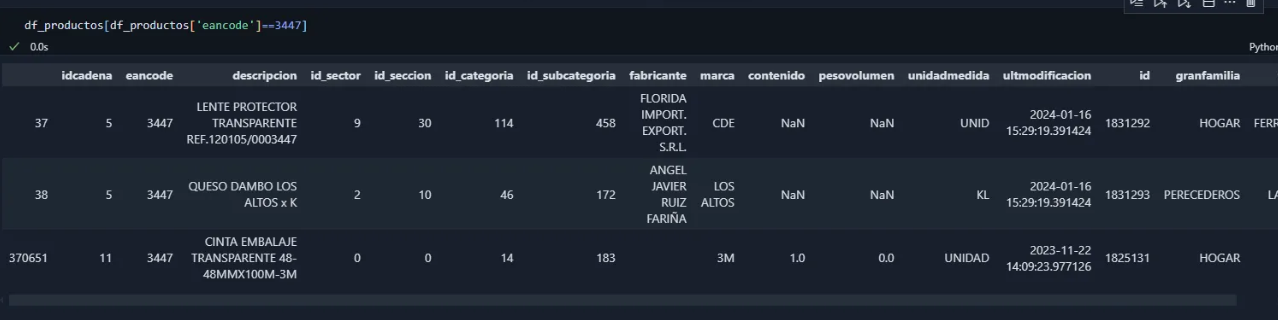 df_productos[df_productos['eancode']==3447]
0.0s
Python
idcadena eancode descripcion id_sector id_seccion id_categoria id_subcategoria fabricante marca contenido pesovolumen unidadmedida ultmodificacion id granfamilia
37 5 3447 LENTE PROTECTOR TRANSPARENTE REF.120105/0003447 9 30 114 458 FLORIDA IMPORT. EXPORT. S.R.L. CDE NaN NaN UNID 2024-01-16 15:29:19.391424 1831292 HOGAR FERR
38 5 3447 QUESO DAMBO LOS ALTOS x K 2 10 46 172 ANGEL JAVIER RUIZ FARIÑA LOS ALTOS NaN NaN KL 2024-01-16 15:29:19.391424 1831293 PERECEDEROS LA
370651 11 3447 CINTA EMBALAJE TRANSPARENTE 48-48MMX100M-3M 0 0 14 183 3M 1.0 0.0 UNIDAD 2023-11-22 14:09:23.977126 1825131 HOGAR